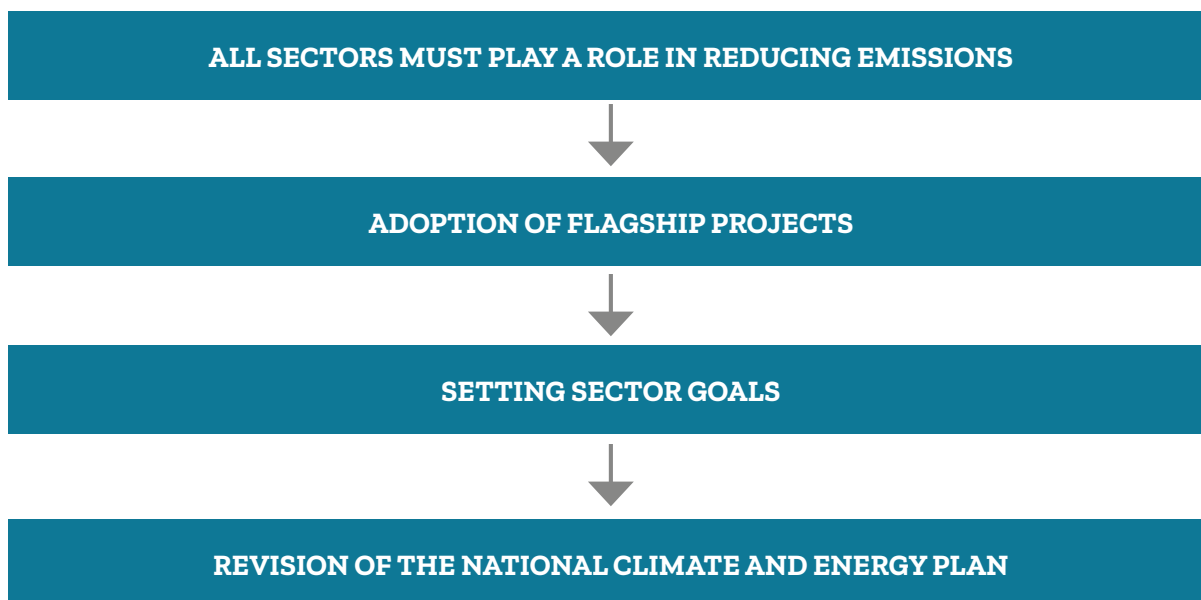 ALL SECTORS MUST PLAY A ROLE IN REDUCING EMISSIONS
ADOPTION OF FLAGSHIP PROJECTS
SETTING SECTOR GOALS
REVISION OF THE NATIONAL CLIMATE AND ENERGY PLAN